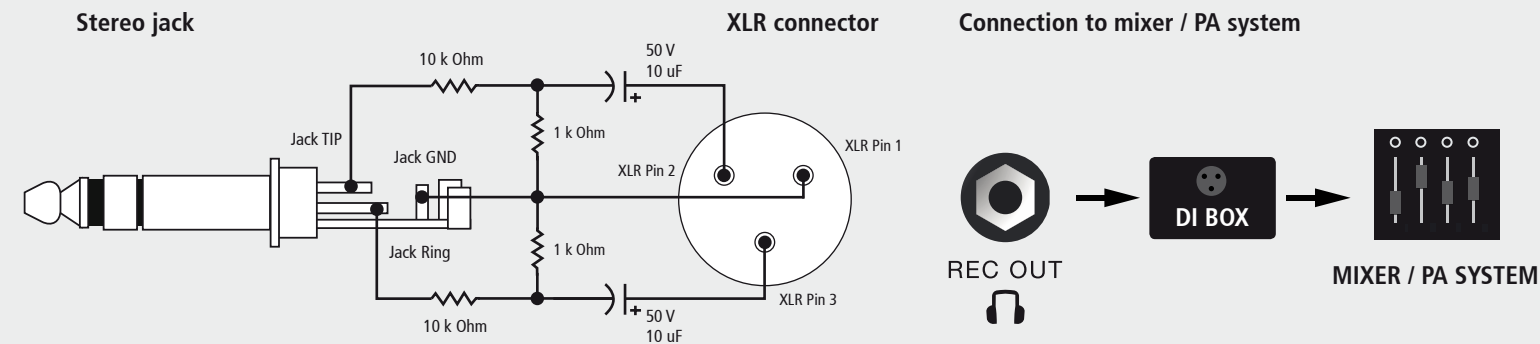 Stereo jack
XLR connector
Connection to mixer / PA system
10 k Ohm
50 V
10 uF
+
Jack TIP
1 k Ohm
Jack GND
XLR Pin 1
XLR Pin 2
DI BOX
Jack Ring
1 k Ohm
REC OUT
MIXER / PA SYSTEM
XLR Pin 3
10 k Ohm
+
50 V
10 uF